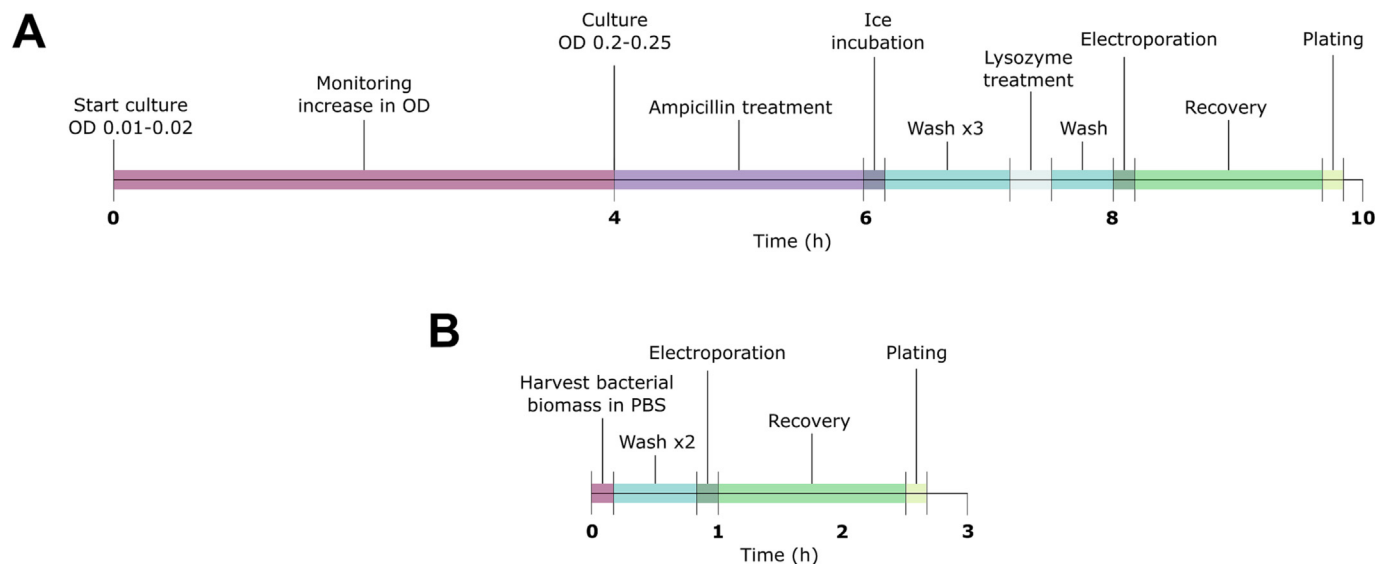 A
Start culture
OD 0.01-0.02
Monitoring
increase in OD
Culture
OD 0.2-0.25
Ampicillin treatment
Ice
incubation
Wash x3
Lysozyme
treatment
Wash
Electroporation
Recovery
Plating
0
4
6
8
10
Time (h)
B
Harvest bacterial
biomass in PBS
Wash x2
Electroporation
Recovery
Plating
0
1
2
3
Time (h)